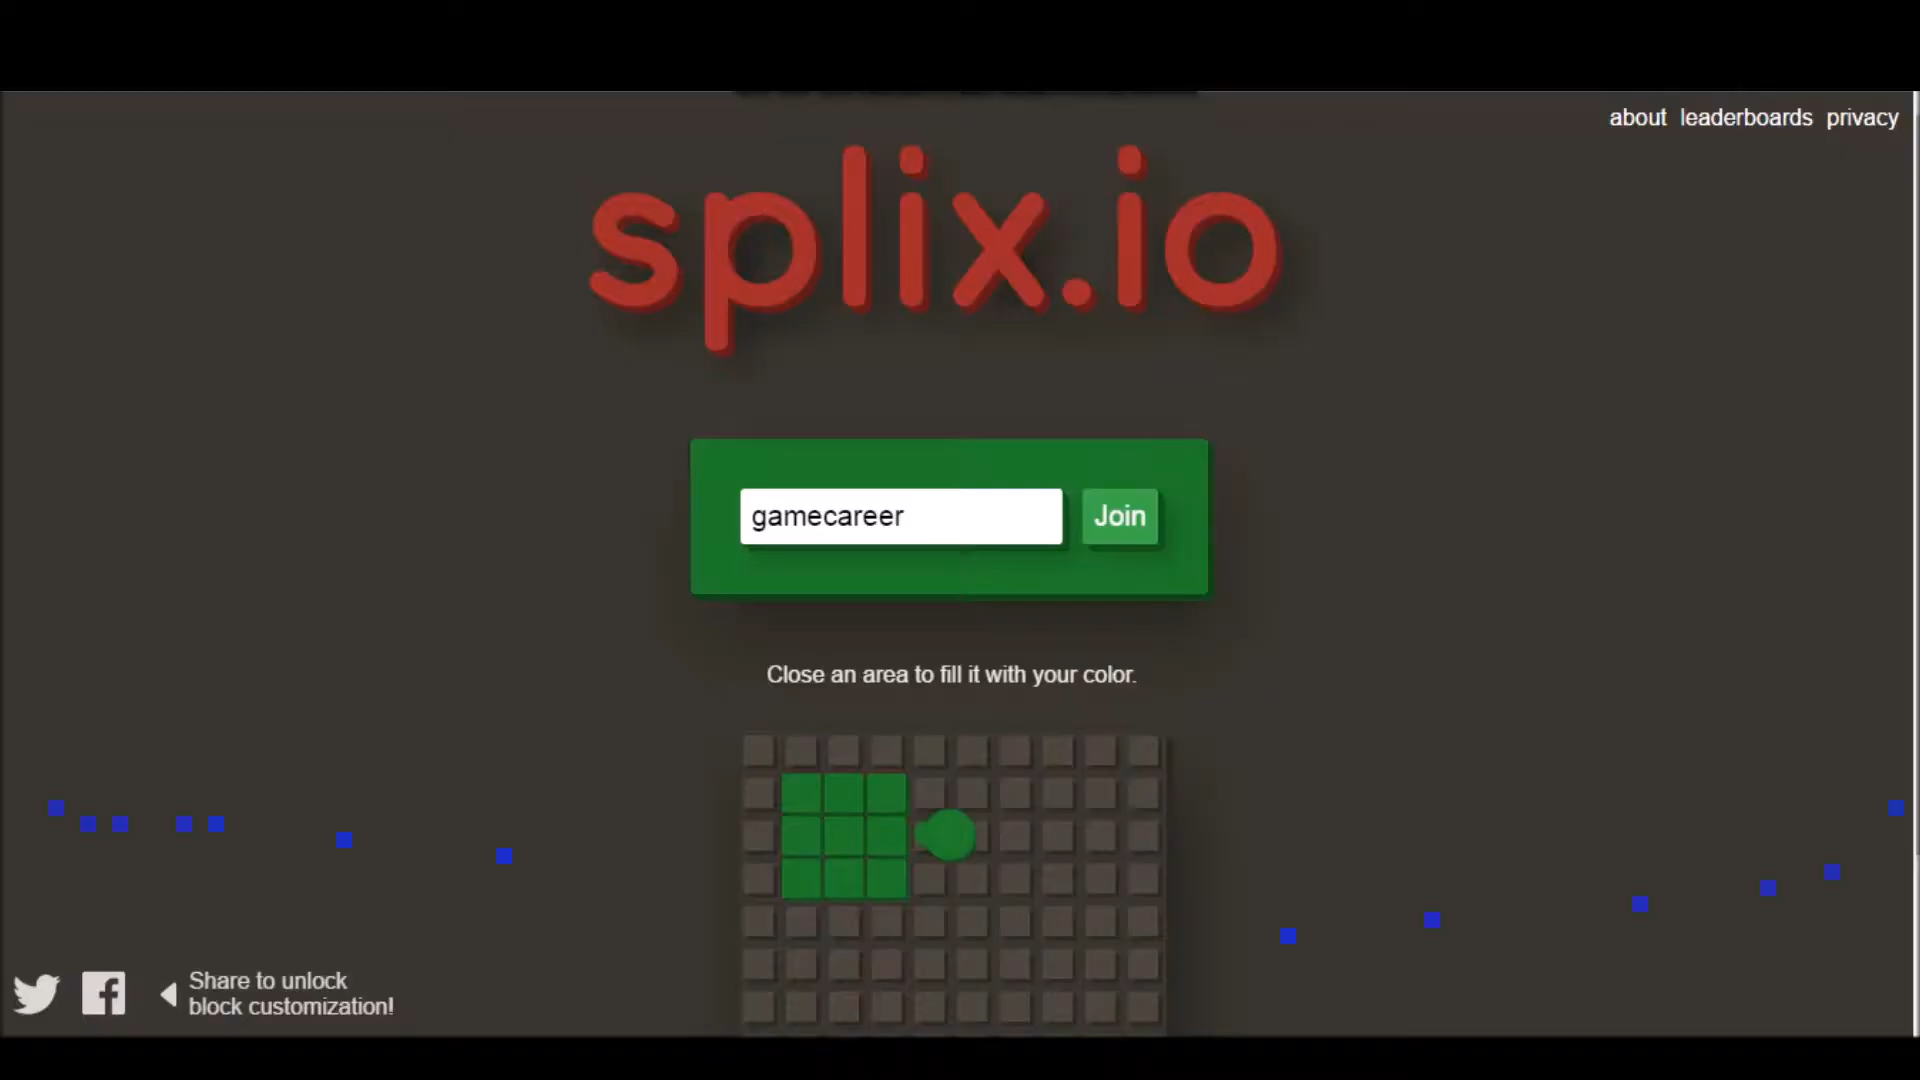 about leaderboards privacy
splix.io
gamecareer
Join
Close an area to fill it with your color.
Share to unlock
block customization!